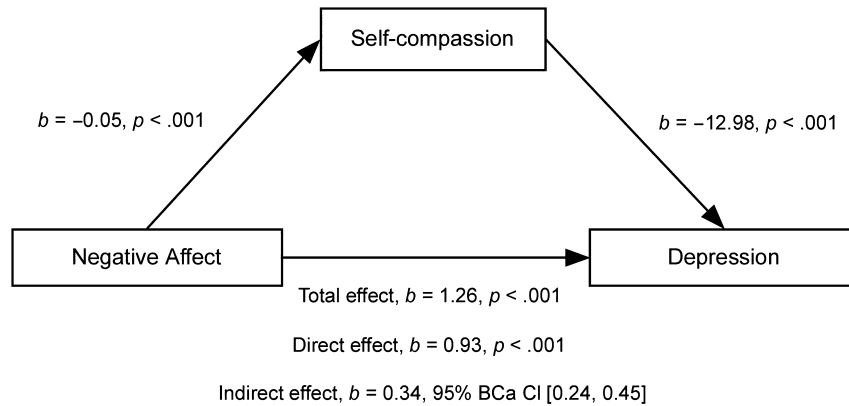 Self-compassion
b = −0.05, p < .001
b = −12.98, p < .001
Negative Affect
Depression
Total effect, b = 1.26, p < .001
Direct effect, b = 0.93, p < .001
Indirect effect, b = 0.34, 95% BCa CI [0.24, 0.45]